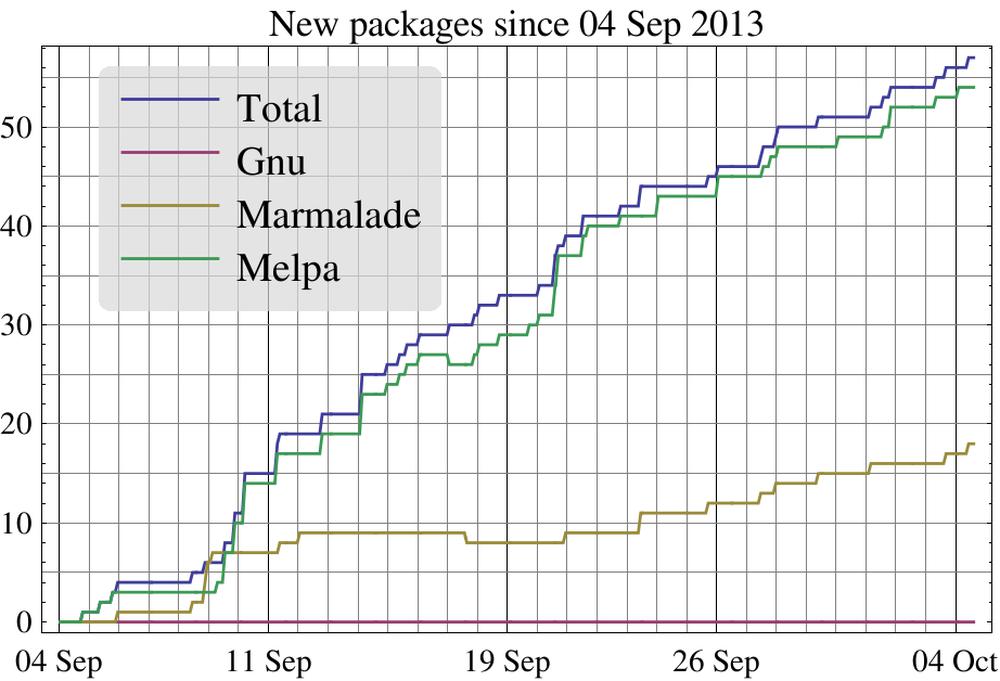 New packages since 04 Sep 2013
Total
Gnu
Marmalade
Melpa
50
40
30
20
10
0
04 Sep 11 Sep 19 Sep 26 Sep 04 Oct